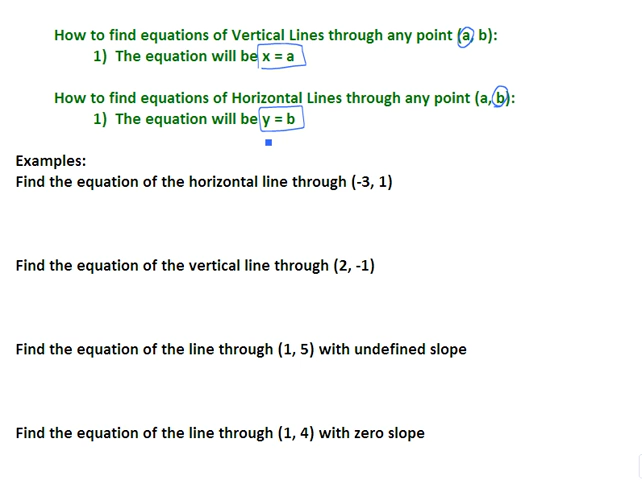 How to find equations of Vertical Lines through any point (a, b):
1) The equation will be x = a
How to find equations of Horizontal Lines through any point (a, b):
1) The equation will be y = b
Examples:
Find the equation of the horizontal line through (-3, 1)
Find the equation of the vertical line through (2, -1)
Find the equation of the line through (1, 5) with undefined slope
Find the equation of the line through (1, 4) with zero slope